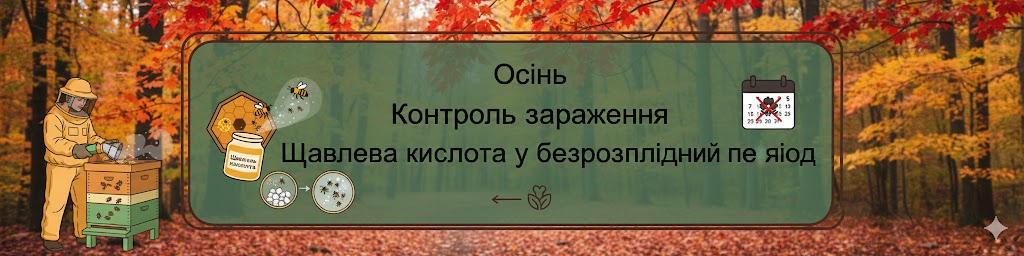 Осінь
Контроль зараження
Щавлева кислота у безрозплідний пе яіод